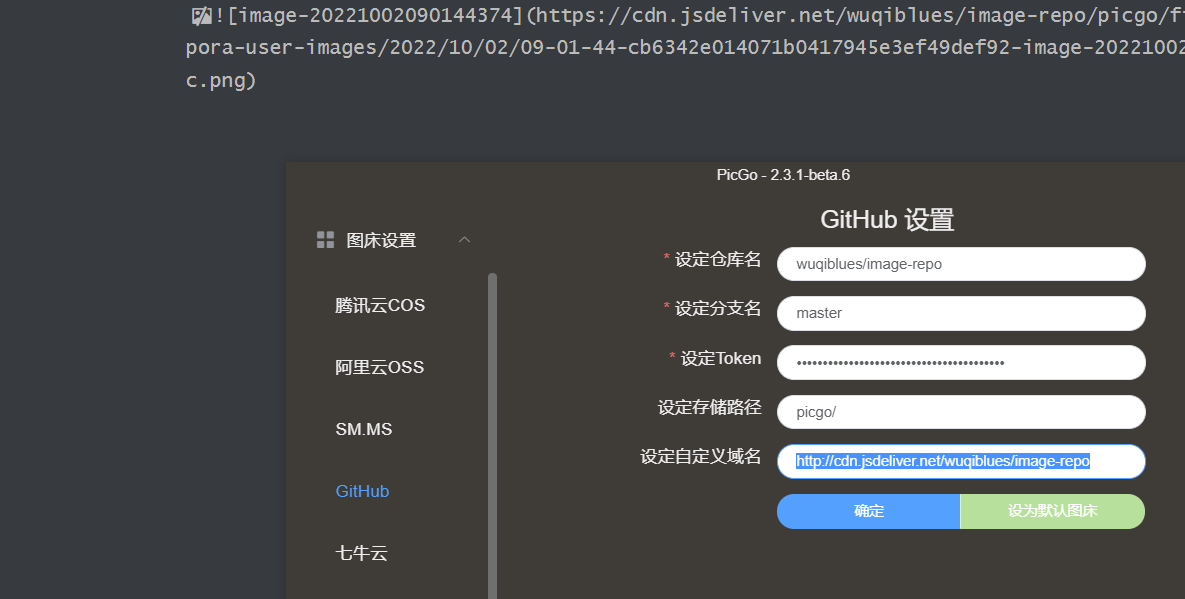 ![image-20221002090144374](https://cdn.jsdeliver.net/wuqiblues/image-repo/picgo/f
pora-user-images/2022/10/02/09-01-44-cb6342e014071b0417945e3ef49def92-image-2022100
c.png)
PicGo - 2.3.1-beta.6
GitHub 设置
图床设置
* 设定仓库名 wuqiblues/image-repo
腾讯云COS
* 设定分支名 master
阿里云OSS
* 设定Token ••••••••••••••••••••••••••••••••••••••••
设定存储路径 picgo/
SM.MS
设定自定义域名 http://cdn.jsdeliver.net/wuqiblues/image-repo
GitHub
确定 设为默认图床
七牛云